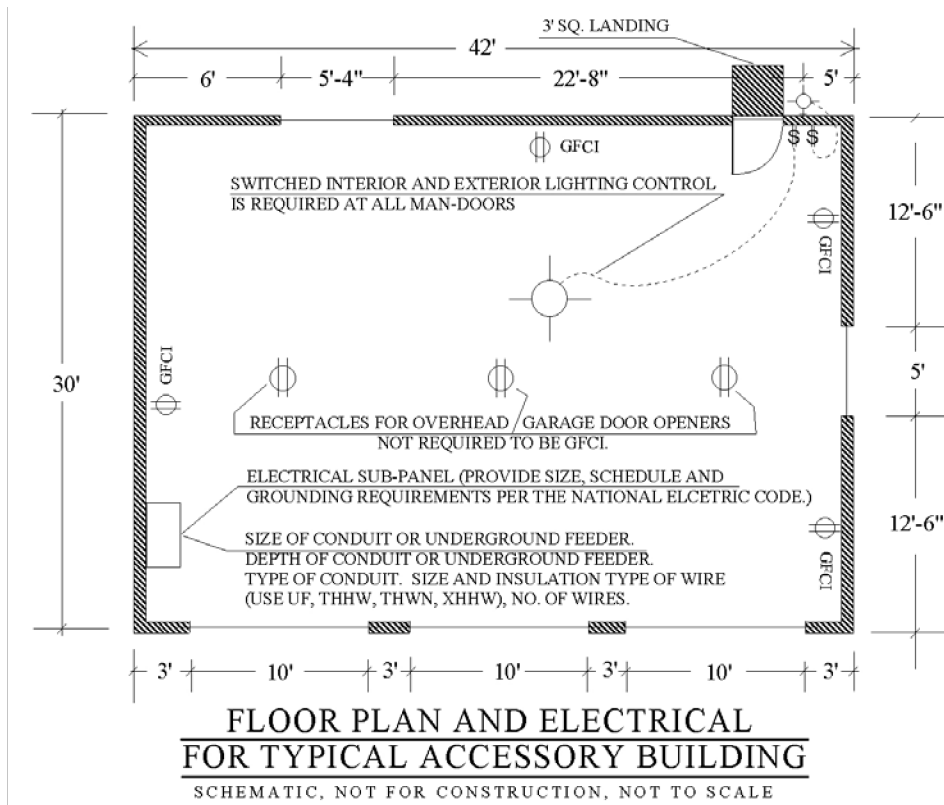 3' SQ. LANDING
42'
6'
5'-4"
22'-8"
5'
GFCI
$ $
SWITCHED INTERIOR AND EXTERIOR LIGHTING CONTROL
IS REQUIRED AT ALL MAN-DOORS
12'-6"
GFCI
30'
GFCI
5'
RECEPTACLES FOR OVERHEAD GARAGE DOOR OPENERS
NOT REQUIRED TO BE GFCI.
ELECTRICAL SUB-PANEL (PROVIDE SIZE, SCHEDULE AND
GROUNDING REQUIREMENTS PER THE NATIONAL ELCETRIC CODE.)
12'-6"
SIZE OF CONDUIT OR UNDERGROUND FEEDER.
DEPTH OF CONDUIT OR UNDERGROUND FEEDER.
TYPE OF CONDUIT. SIZE AND INSULATION TYPE OF WIRE
(USE UF, THHW, THWN, XHHW), NO. OF WIRES.
GFCI
3'
10'
3'
10'
3'
10'
3'
FLOOR PLAN AND ELECTRICAL
FOR TYPICAL ACCESSORY BUILDING
SCHEMATIC, NOT FOR CONSTRUCTION, NOT TO SCALE